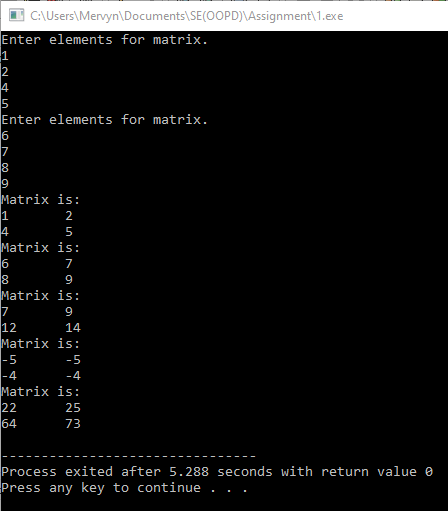 C:\Users\Mervyn\Documents\SE(OOPD)\Assignment\1.exe
Enter elements for matrix.
1
2
4
5
Enter elements for matrix.
6
7
8
9
Matrix is:
1 2
4 5
Matrix is:
6 7
8 9
Matrix is:
7 9
12 14
Matrix is:
-5 -5
-4 -4
Matrix is:
22 25
64 73
--------------------------------
Process exited after 5.288 seconds with return value 0
Press any key to continue . . .